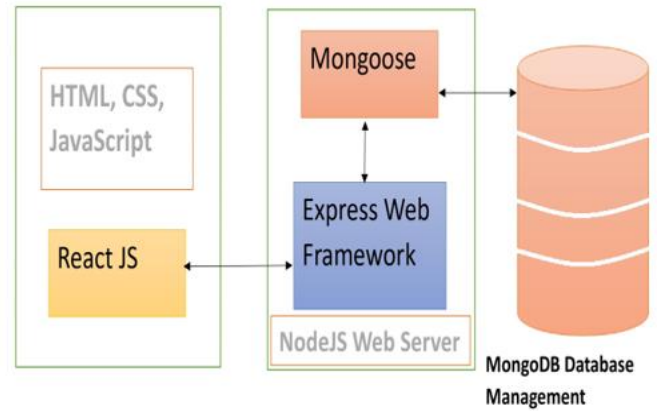 HTML, CSS,
JavaScript
React JS
Mongoose
Express Web
Framework
NodeJS Web Server
MongoDB Database
Management